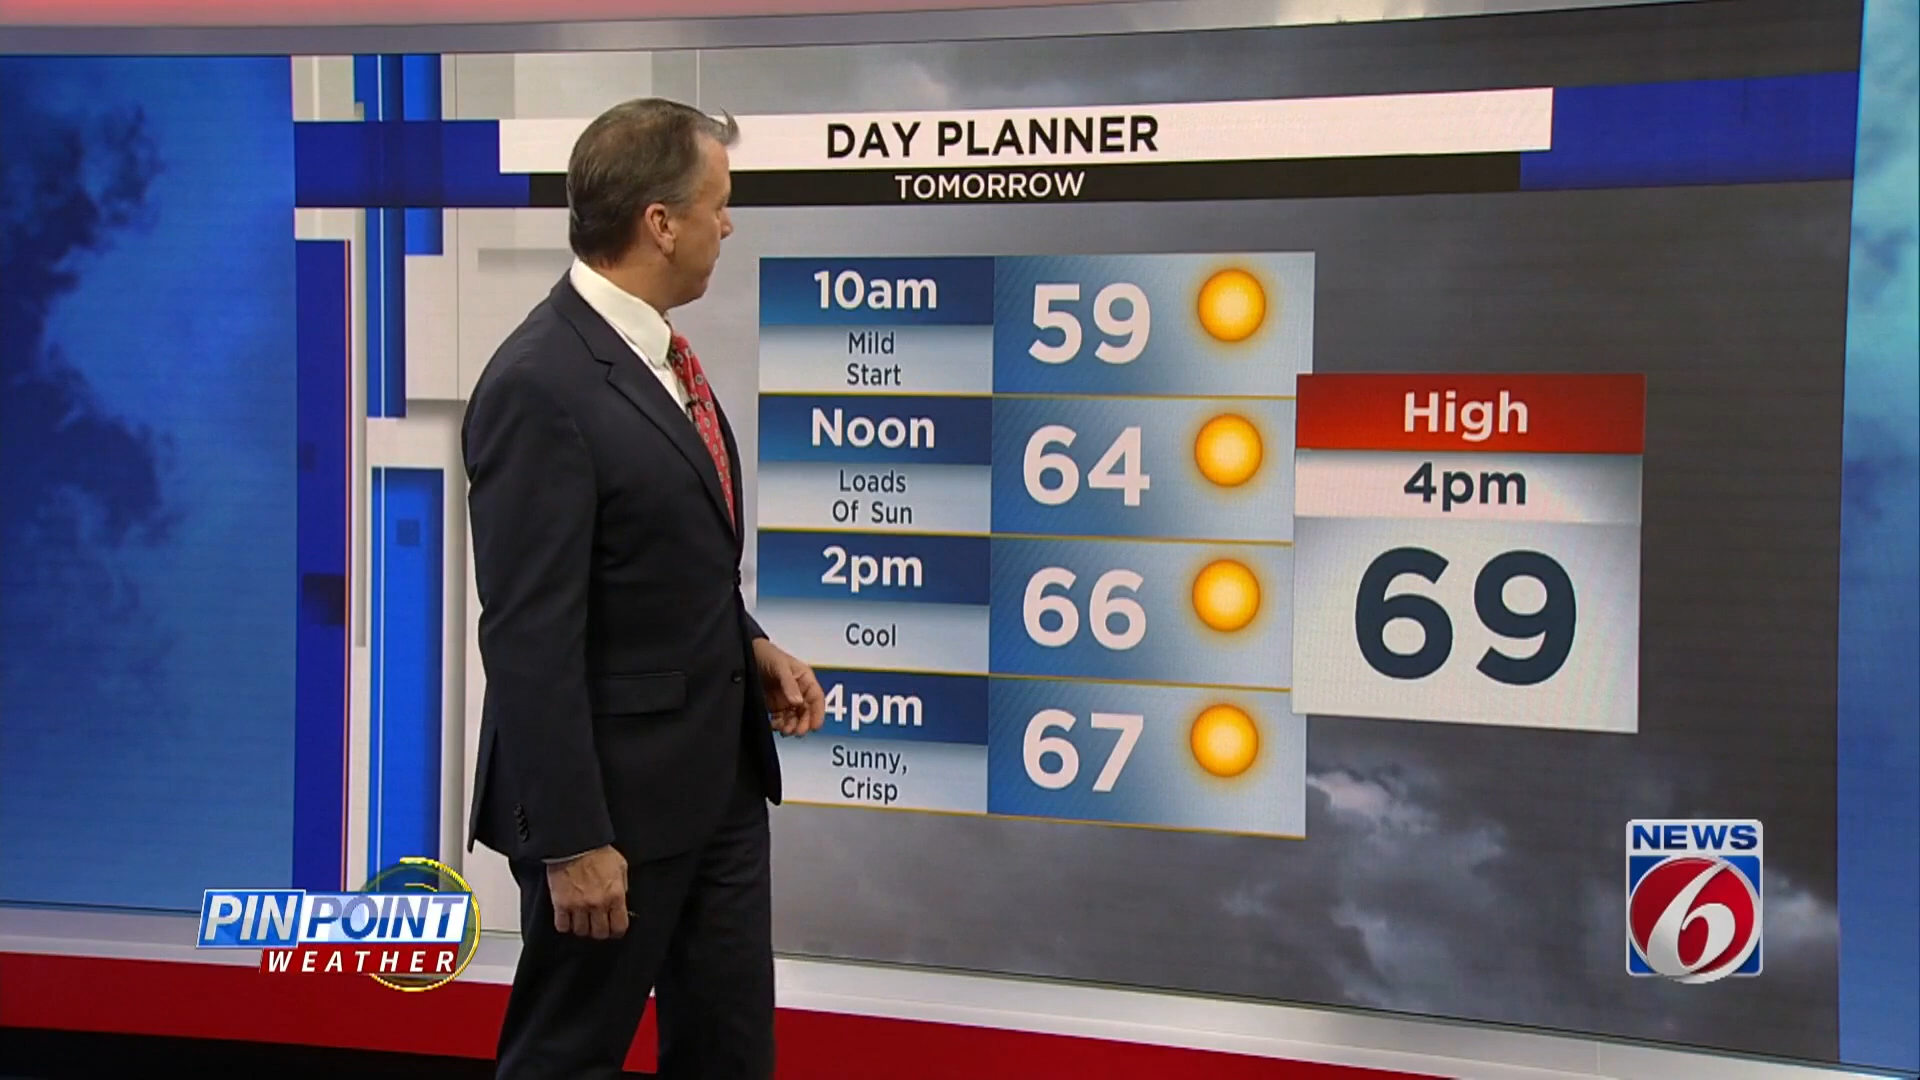 DAY PLANNER
TOMORROW
10am
59
Mild
Start
Noon
64
Loads
Of Sun
2pm
66
Cool
4pm
67
Sunny,
Crisp
High
4pm
69
PINPOINT
WEATHER
NEWS
6